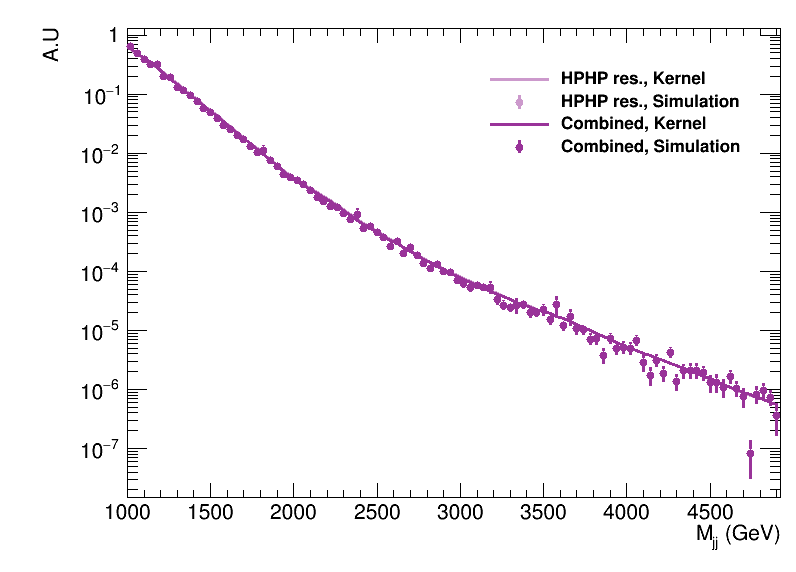 A.U
1
10⁻¹
10⁻²
10⁻³
10⁻⁴
10⁻⁵
10⁻⁶
10⁻⁷
HPHP res., Kernel
HPHP res., Simulation
Combined, Kernel
Combined, Simulation
1000 1500 2000 2500 3000 3500 4000 4500
M_jj (GeV)